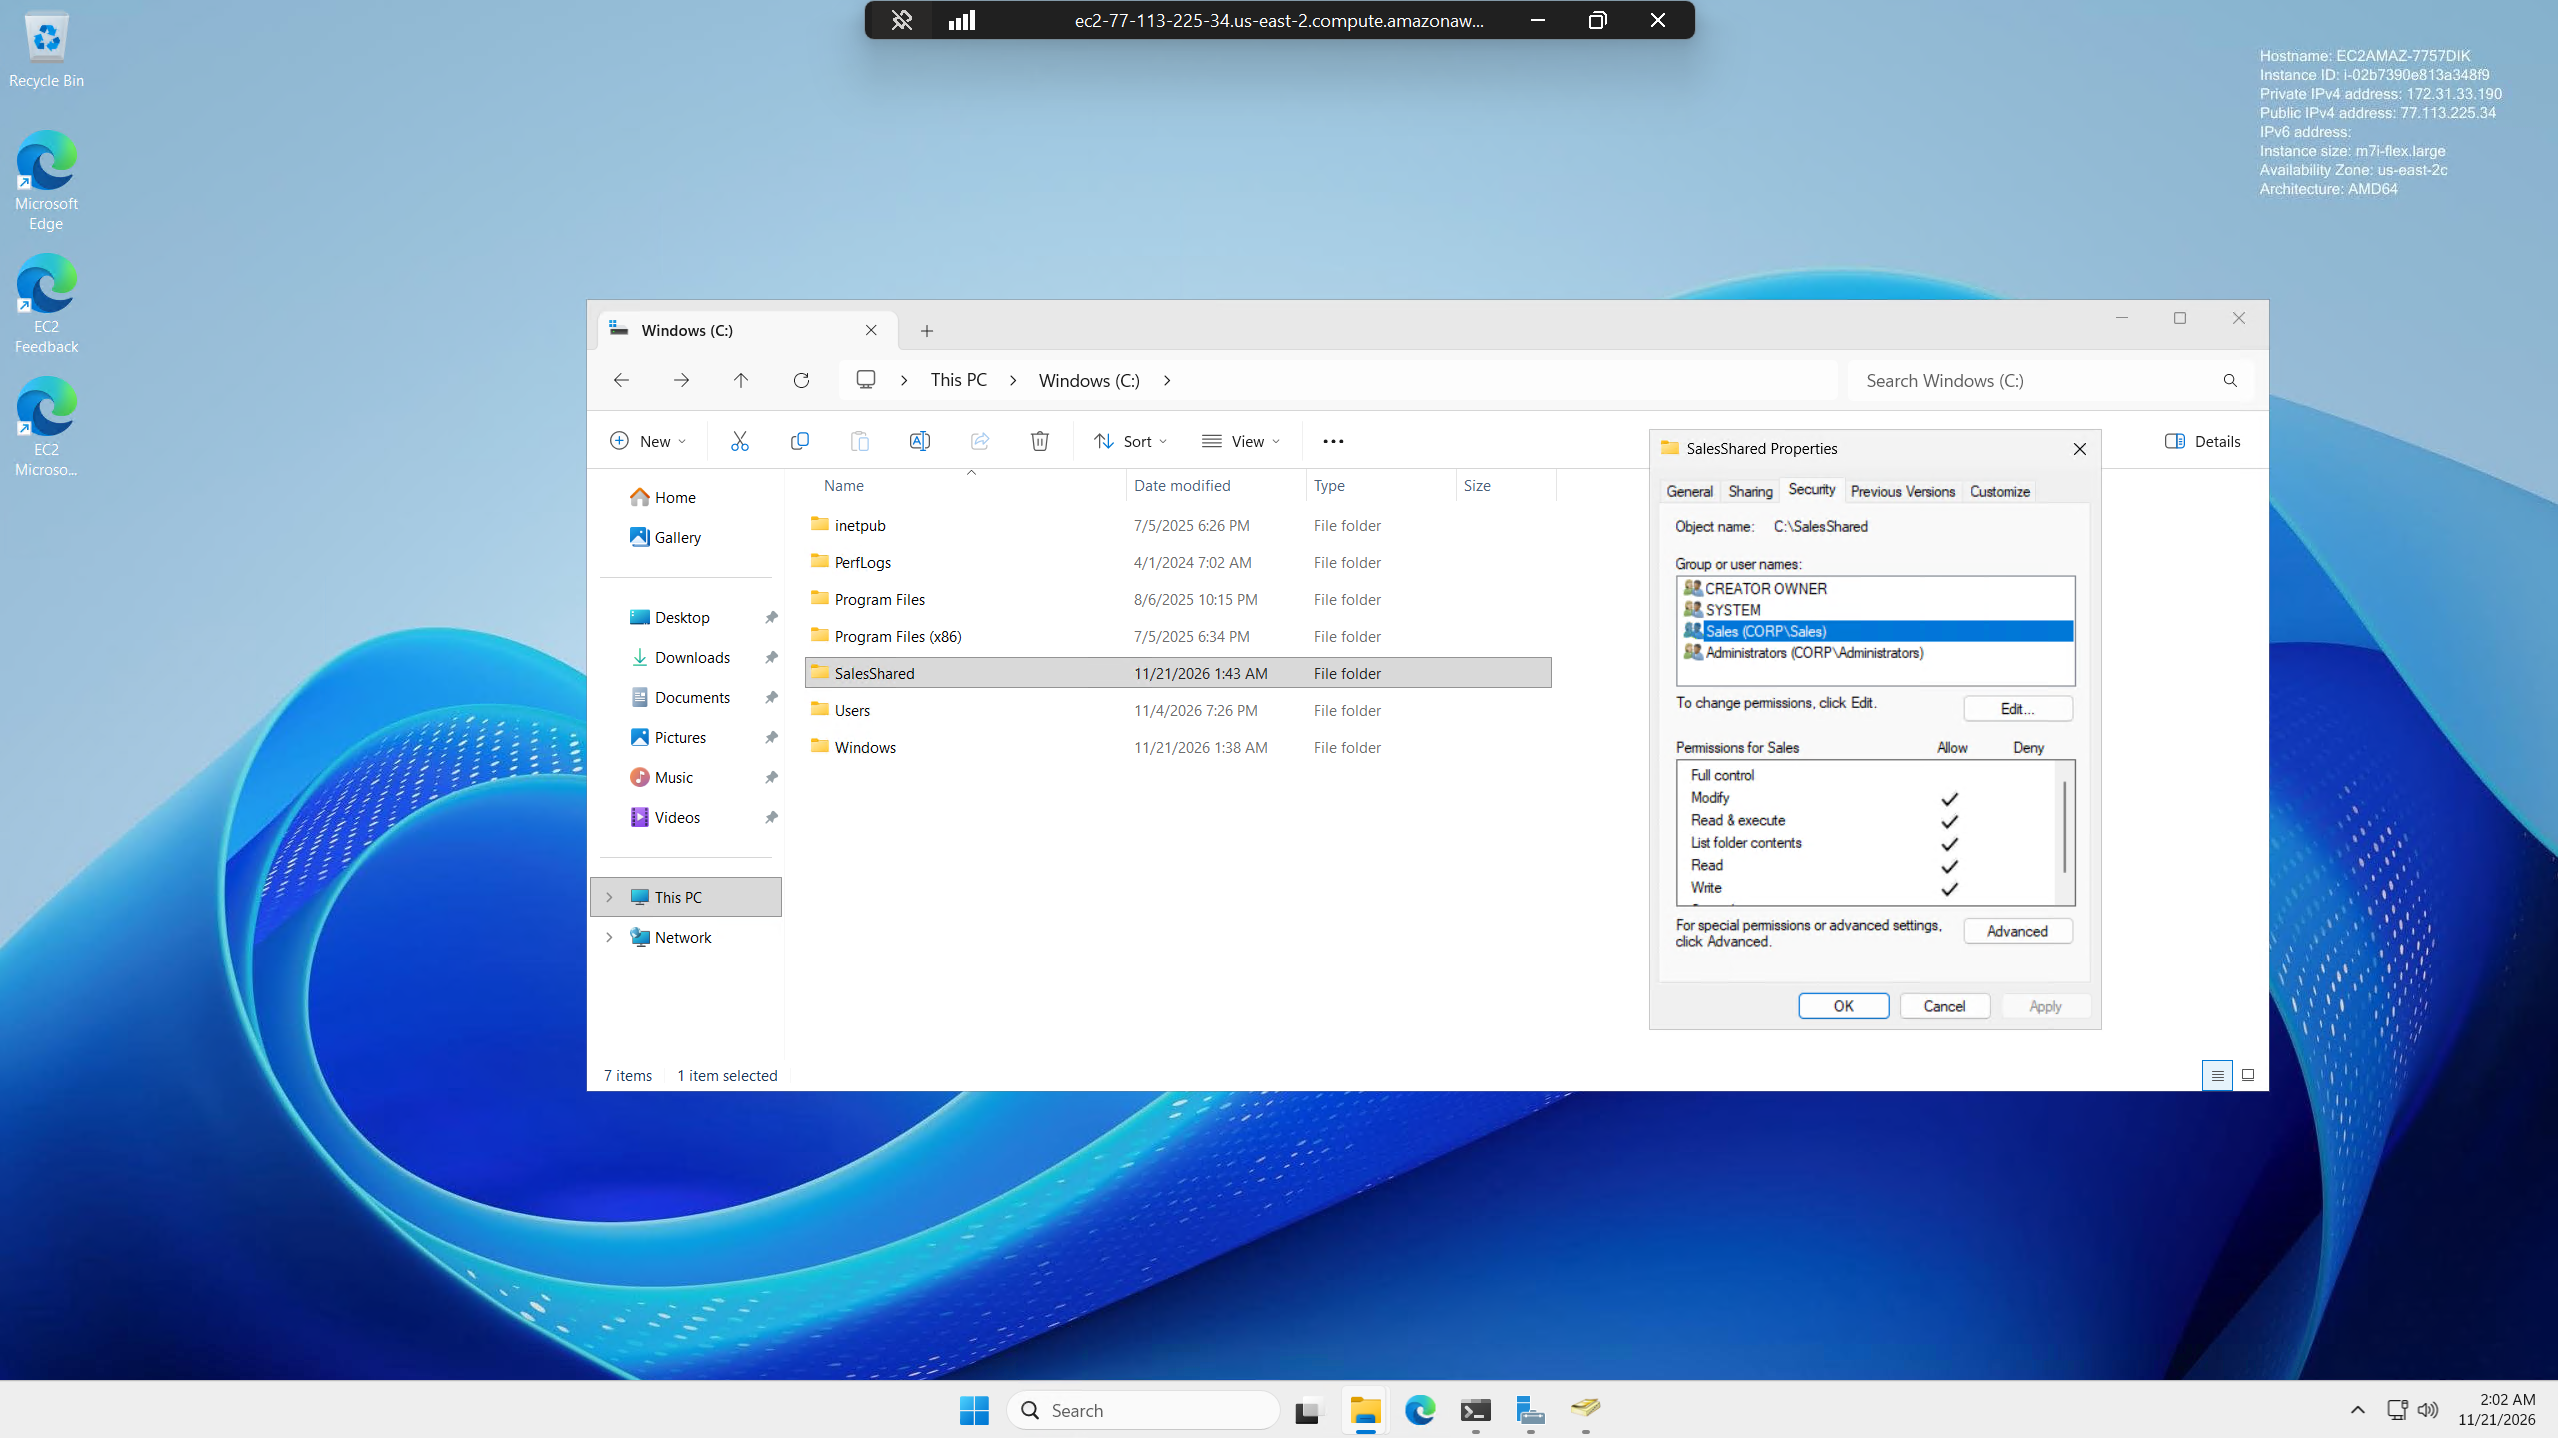 ec2-77-113-225-34.us-east-2.compute.amazonaw...
Recycle Bin
Microsoft
Edge
EC2
Feedback
EC2
Microso...
Hostname: EC2AMAZ-7757DIK
Instance ID: i-02b7390e813a348f9
Private IPv4 address: 172.31.33.190
Public IPv4 address: 77.113.225.34
IPv6 address:
Instance size: m7i-flex.large
Availability Zone: us-east-2c
Architecture: AMD64
Windows (C:)
This PC
Windows (C:)
Search Windows (C:)
New
Sort
View
Details
Home
Gallery
Desktop
Downloads
Documents
Pictures
Music
Videos
This PC
Network
Name Date modified Type Size
inetpub 7/5/2025 6:26 PM File folder
PerfLogs 4/1/2024 7:02 AM File folder
Program Files 8/6/2025 10:15 PM File folder
Program Files (x86) 7/5/2025 6:34 PM File folder
SalesShared 11/21/2026 1:43 AM File folder
Users 11/4/2026 7:26 PM File folder
Windows 11/21/2026 1:38 AM File folder
7 items 1 item selected
SalesShared Properties
General Sharing Security Previous Versions Customize
Object name: C:\SalesShared
Group or user names:
CREATOR OWNER
SYSTEM
Sales (CORP\Sales)
Administrators (CORP\Administrators)
To change permissions, click Edit.
Edit...
Permissions for Sales Allow Deny
Full control
Modify
Read & execute
List folder contents
Read
Write
For special permissions or advanced settings,
click Advanced.
Advanced
OK Cancel Apply
Search
2:02 AM
11/21/2026